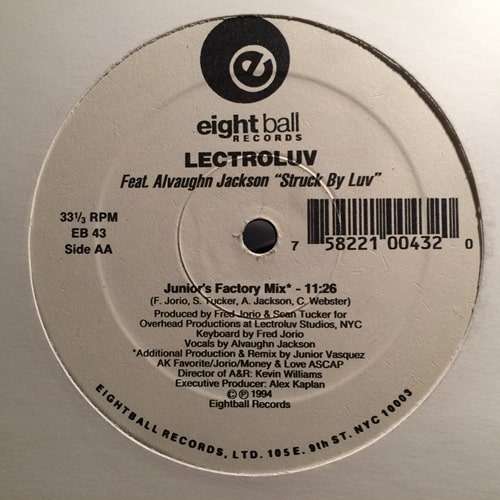 e
eightball
RECORDS
LECTROLUV
Feat. Alvaughn Jackson "Struck By Luv"
33⅓ RPM
EB 43
Side AA
7 58221 00432 0
Junior's Factory Mix* - 11:26
(F. Jorio, S. Tucker, A. Jackson, C. Webster)
Produced by Fred Jorio & Sean Tucker for
Overhead Productions at Lectroluv Studios, NYC
Keyboard by Fred Jorio
Vocals by Alvaughn Jackson
*Additional Production & Remix by Junior Vasquez
AK Favorite/Jorio/Money & Love ASCAP
Director of A&R: Kevin Williams
Executive Producer: Alex Kaplan
© ℗ 1994
Eightball Records
EIGHTBALL RECORDS, LTD. 105 E. 9th ST. NYC 10003